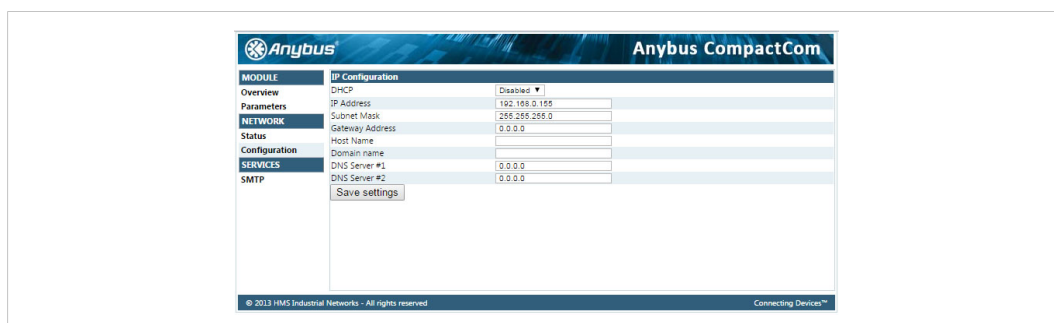 Anybus®
Anybus CompactCom
MODULE
Overview
Parameters
NETWORK
Status
Configuration
SERVICES
SMTP
IP Configuration
DHCP Disabled ▼
IP Address 192.168.0.155
Subnet Mask 255.255.255.0
Gateway Address 0.0.0.0
Host Name
Domain name
DNS Server #1 0.0.0.0
DNS Server #2 0.0.0.0
Save settings
© 2013 HMS Industrial Networks - All rights reserved
Connecting Devices™